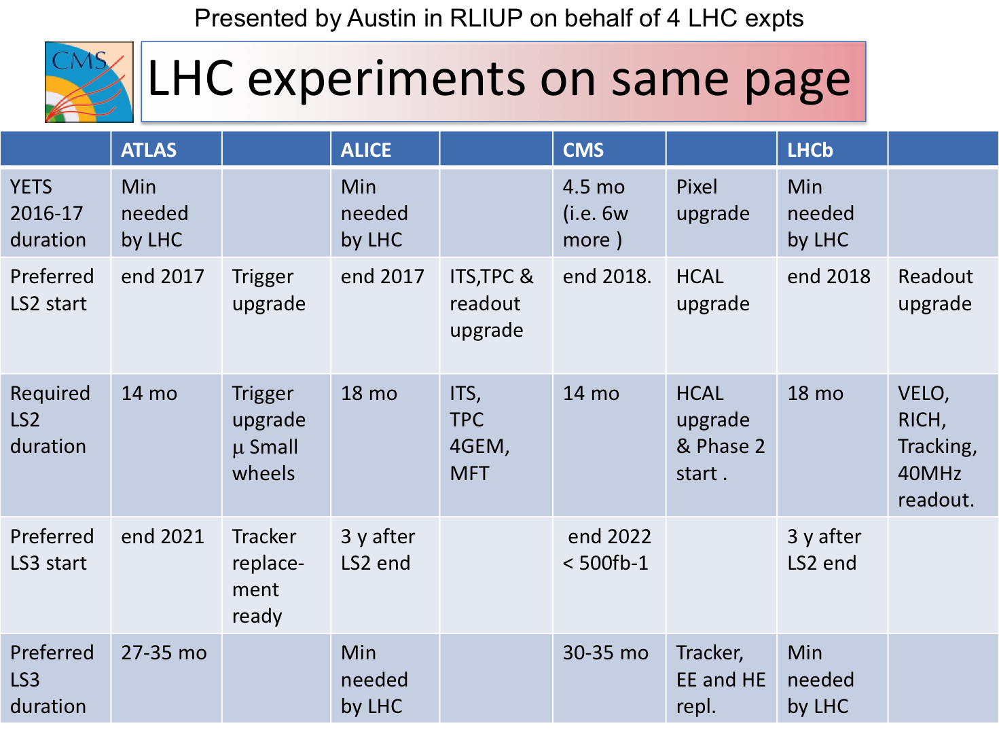 Presented by Austin in RLIUP on behalf of 4 LHC expts
CMS
LHC experiments on same page
ATLAS
ALICE
CMS
LHCb
YETS
2016-17
duration
Min
needed
by LHC
Min
needed
by LHC
4.5 mo
(i.e. 6w
more )
Pixel
upgrade
Min
needed
by LHC
Preferred
LS2 start
end 2017
Trigger
upgrade
end 2017
ITS,TPC &
readout
upgrade
end 2018.
HCAL
upgrade
end 2018
Readout
upgrade
Required
LS2
duration
14 mo
Trigger
upgrade
μ Small
wheels
18 mo
ITS,
TPC
4GEM,
MFT
14 mo
HCAL
upgrade
& Phase 2
start .
18 mo
VELO,
RICH,
Tracking,
40MHz
readout.
Preferred
LS3 start
end 2021
Tracker
replace-
ment
ready
3 y after
LS2 end
end 2022
< 500fb-1
3 y after
LS2 end
Preferred
LS3
duration
27-35 mo
Min
needed
by LHC
30-35 mo
Tracker,
EE and HE
repl.
Min
needed
by LHC